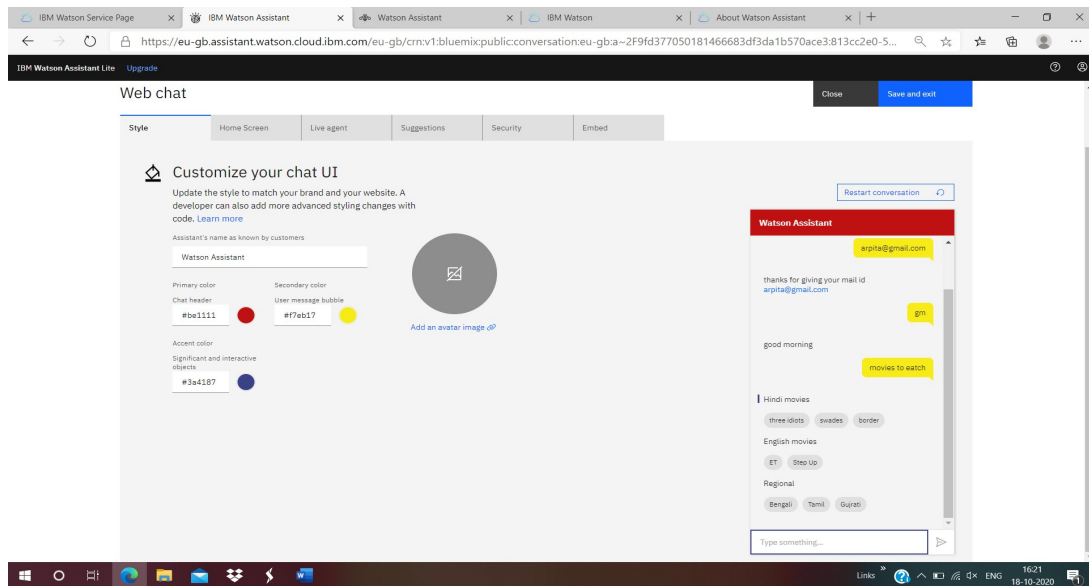 IBM Watson Service Page
IBM Watson Assistant
Watson Assistant
IBM Watson
About Watson Assistant
https://eu-gb.assistant.watson.cloud.ibm.com/eu-gb/crn:v1:bluemix:public:conversation:eu-gb:a~2F9fd377050181466683df3da1b570ace3:813cc2e0-5...
IBM Watson Assistant Lite Upgrade
Web chat
Close
Save and exit
Style
Home Screen
Live agent
Suggestions
Security
Embed
Customize your chat UI
Update the style to match your brand and your website. A
developer can also add more advanced styling changes with
code. Learn more
Assistant's name as known by customers
Watson Assistant
Primary color
Secondary color
Chat header
User message bubble
#be1111
#f7eb17
Accent color
Significant and interactive
objects
#3a4187
Add an avatar image
Restart conversation
Watson Assistant
arpita@gmail.com
thanks for giving your mail id
arpita@gmail.com
gm
good morning
movies to eatch
Hindi movies
three idiots swades border
English movies
ET Step Up
Regional
Bengali Tamil Gujrati
Type something...
Links
ENG
16:21
18-10-2020